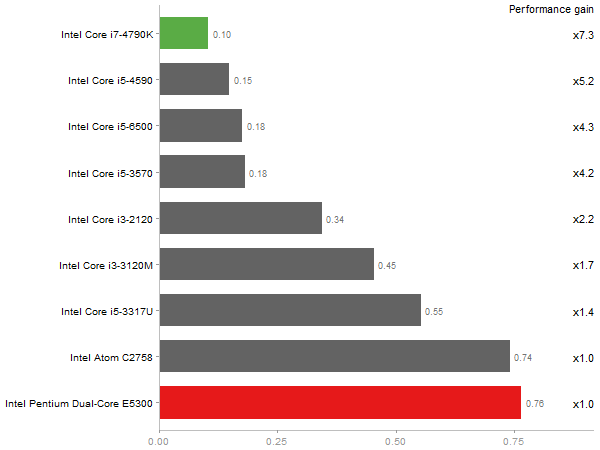 Performance gain
Intel Core i7-4790K 0.10 x7.3
Intel Core i5-4590 0.15 x5.2
Intel Core i5-6500 0.18 x4.3
Intel Core i5-3570 0.18 x4.2
Intel Core i3-2120 0.34 x2.2
Intel Core i3-3120M 0.45 x1.7
Intel Core i5-3317U 0.55 x1.4
Intel Atom C2758 0.74 x1.0
Intel Pentium Dual-Core E5300 0.76 x1.0
0.00 0.25 0.50 0.75